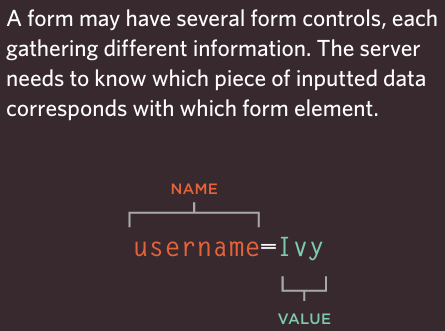 A form may have several form controls, each
gathering different information. The server
needs to know which piece of inputted data
corresponds with which form element.
NAME
username=Ivy
VALUE